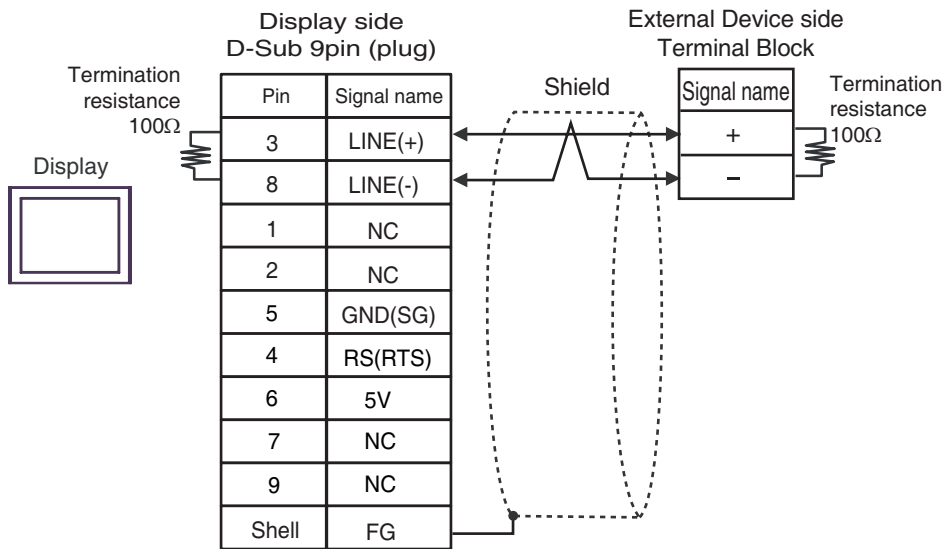 Display side
D-Sub 9pin (plug)
External Device side
Terminal Block
Termination
resistance
100Ω
Display
Pin Signal name
3 LINE(+)
8 LINE(-)
1 NC
2 NC
5 GND(SG)
4 RS(RTS)
6 5V
7 NC
9 NC
Shell FG
Shield
Signal name
+
–
Termination
resistance
100Ω